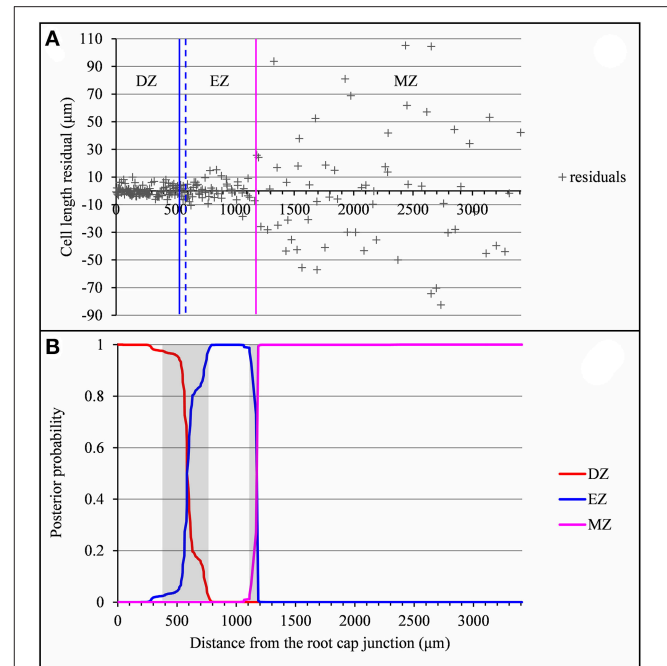 A
110
90
70
50
30
10
-10
-30
-50
-70
-90
Cell length residual (μm)
DZ
EZ
MZ
0
500
1000
1500
2000
2500
3000
residuals
B
1
0.8
0.6
0.4
0.2
0
Posterior probability
0
500
1000
1500
2000
2500
3000
Distance from the root cap junction (μm)
DZ
EZ
MZ